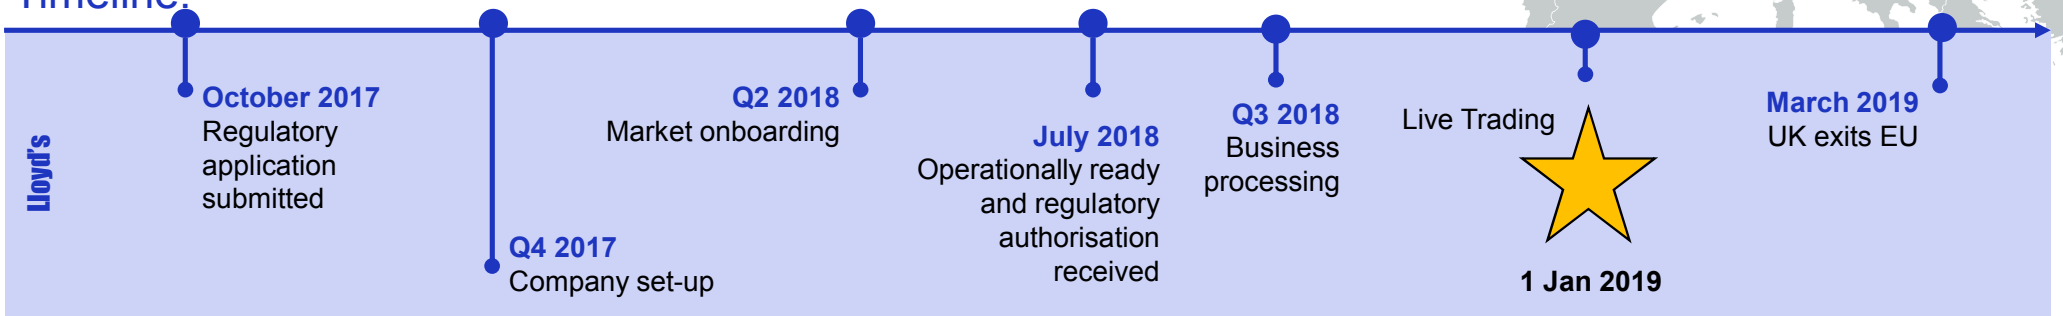 Timeline:
Lloyd's
October 2017
Regulatory
application
submitted
Q4 2017
Company set-up
Q2 2018
Market onboarding
July 2018
Operationally ready
and regulatory
authorisation
received
Q3 2018
Business
processing
Live Trading
1 Jan 2019
March 2019
UK exits EU